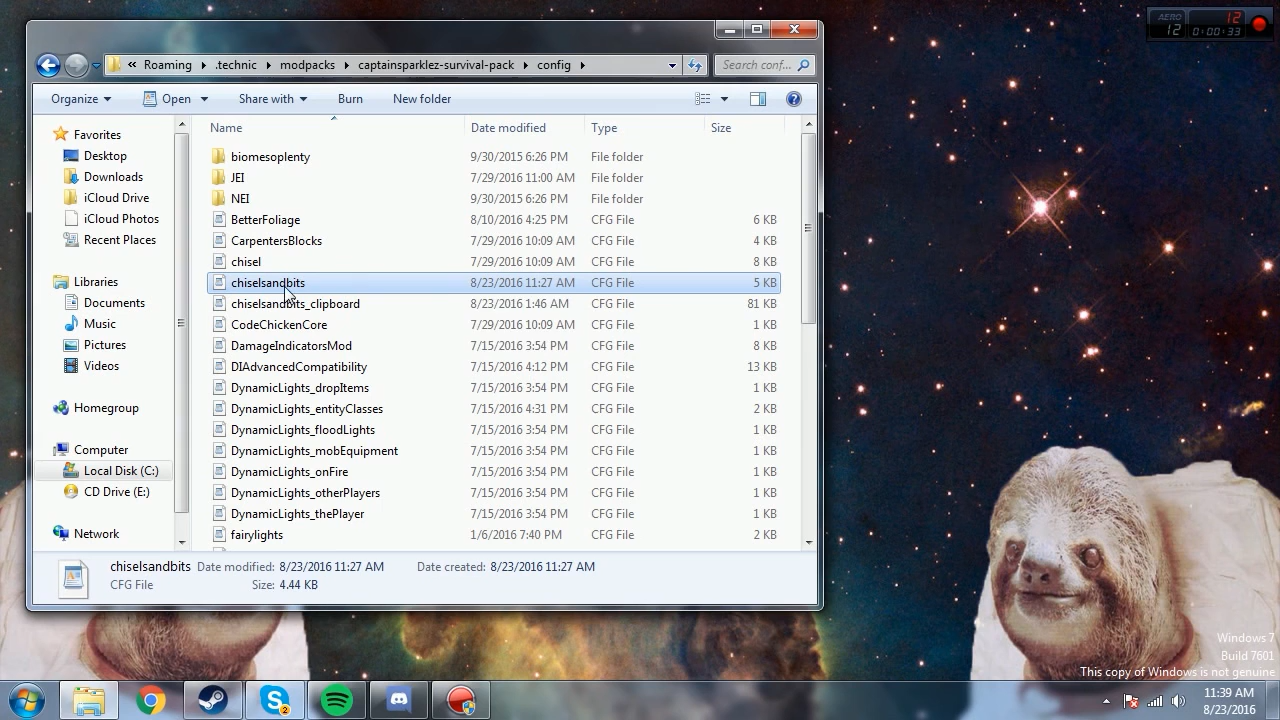 AERO 12 12 0:00:33
« Roaming .technic modpacks captainsparklez-survival-pack config Search conf...
Organize Open Share with Burn New folder
Favorites
Desktop
Downloads
iCloud Drive
iCloud Photos
Recent Places
Libraries
Documents
Music
Pictures
Videos
Homegroup
Computer
Local Disk (C:)
CD Drive (E:)
Network
Name Date modified Type Size
biomesoplenty 9/30/2015 6:26 PM File folder
JEI 7/29/2016 11:00 AM File folder
NEI 9/30/2015 6:26 PM File folder
BetterFoliage 8/10/2016 4:25 PM CFG File 6 KB
CarpentersBlocks 7/29/2016 10:09 AM CFG File 4 KB
chisel 7/29/2016 10:09 AM CFG File 8 KB
chiselsandbits 8/23/2016 11:27 AM CFG File 5 KB
chiselsandbits_clipboard 8/23/2016 1:46 AM CFG File 81 KB
CodeChickenCore 7/29/2016 10:09 AM CFG File 1 KB
DamageIndicatorsMod 7/15/2016 3:54 PM CFG File 8 KB
DIAdvancedCompatibility 7/15/2016 4:12 PM CFG File 13 KB
DynamicLights_dropItems 7/15/2016 3:54 PM CFG File 1 KB
DynamicLights_entityClasses 7/15/2016 4:31 PM CFG File 2 KB
DynamicLights_floodLights 7/15/2016 3:54 PM CFG File 1 KB
DynamicLights_mobEquipment 7/15/2016 3:54 PM CFG File 1 KB
DynamicLights_onFire 7/15/2016 3:54 PM CFG File 1 KB
DynamicLights_otherPlayers 7/15/2016 3:54 PM CFG File 1 KB
DynamicLights_thePlayer 7/15/2016 3:54 PM CFG File 1 KB
fairylights 1/6/2016 7:40 PM CFG File 2 KB
chiselsandbits Date modified: 8/23/2016 11:27 AM Date created: 8/23/2016 11:27 AM
CFG File Size: 4.44 KB
Windows 7
Build 7601
This copy of Windows is not genuine
2
11:39 AM
8/23/2016